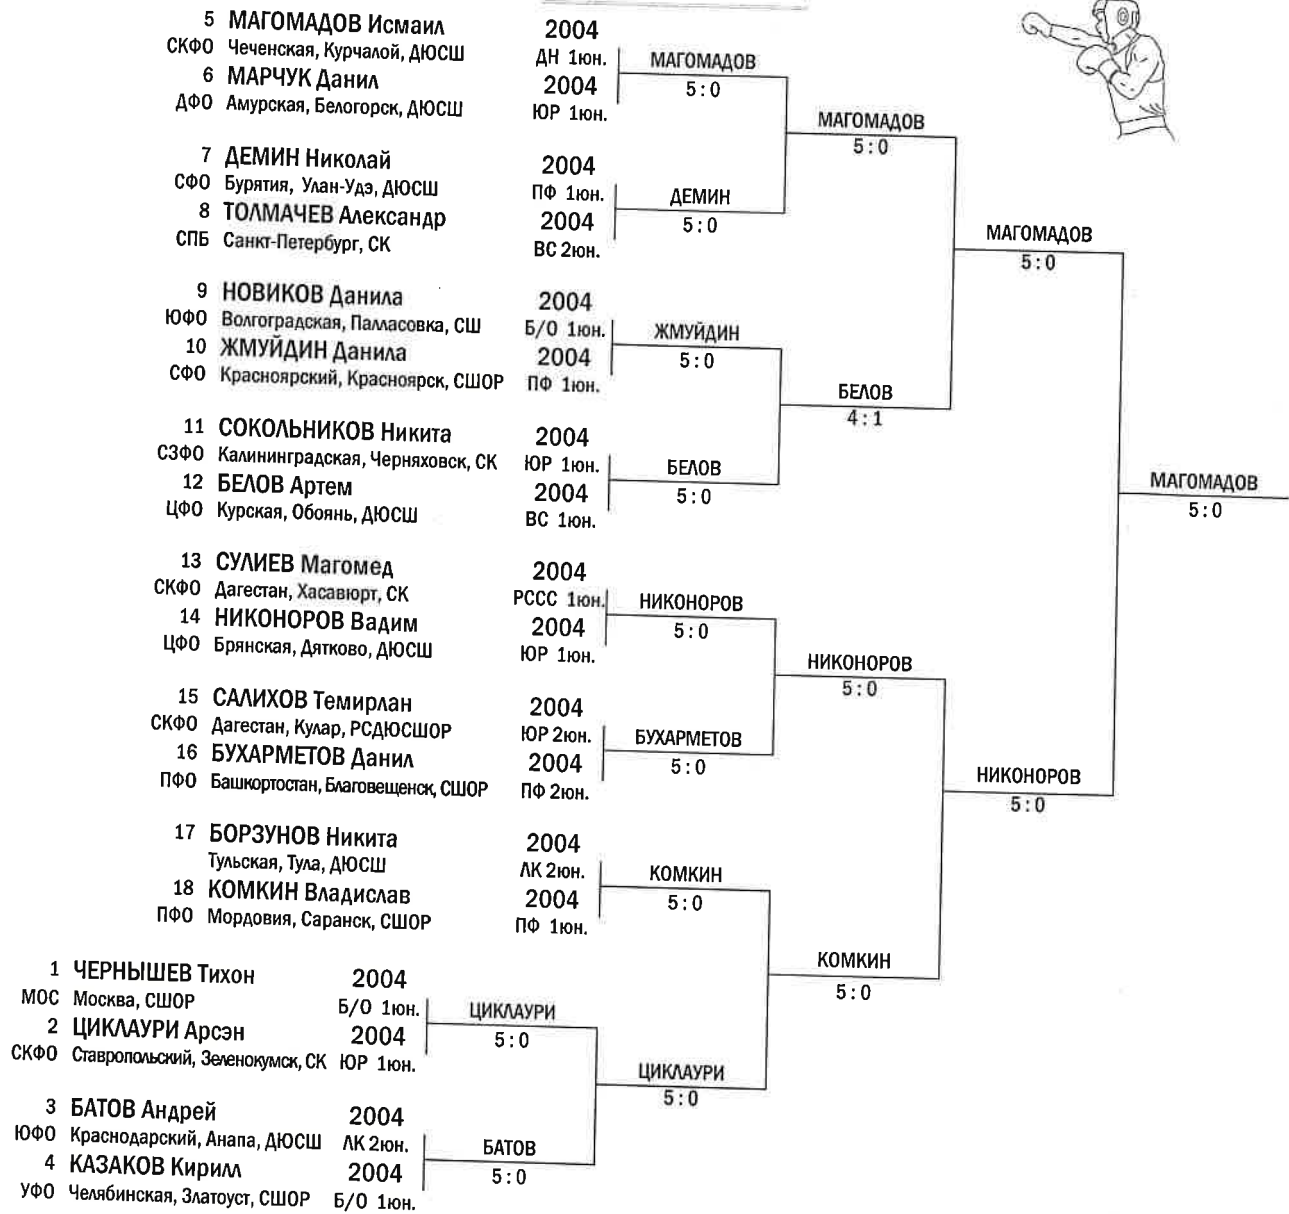 5 МАГОМАДОВ Исмаил 2004
СКФО Чеченская, Курчалой, ДЮСШ ДН 1юн.
МАГОМАДОВ
6 МАРЧУК Данил 2004
5:0
ДФО Амурская, Белогорск, ДЮСШ ЮР 1юн.
МАГОМАДОВ
5:0
7 ДЕМИН Николай 2004
СФО Бурятия, Улан-Удэ, ДЮСШ ПФ 1юн.
ДЕМИН
8 ТОЛМАЧЕВ Александр 2004
5:0
СПБ Санкт-Петербург, СК ВС 2юн.
МАГОМАДОВ
5:0
9 НОВИКОВ Данила 2004
ЮФО Волгоградская, Палласовка, СШ Б/О 1юн.
ЖМУЙДИН
10 ЖМУЙДИН Данила 2004
5:0
СФО Красноярский, Красноярск, СШОР ПФ 1юн.
БЕЛОВ
4:1
11 СОКОЛЬНИКОВ Никита 2004
СЗФО Калининградская, Черняховск, СК ЮР 1юн.
БЕЛОВ
12 БЕЛОВ Артем 2004
5:0
ЦФО Курская, Обоянь, ДЮСШ ВС 1юн.
МАГОМАДОВ
5:0
13 СУЛИЕВ Магомед 2004
СКФО Дагестан, Хасавюрт, СК РССС 1юн.
НИКОНОРОВ
14 НИКОНОРОВ Вадим 2004
5:0
ЦФО Брянская, Дятково, ДЮСШ ЮР 1юн.
НИКОНОРОВ
5:0
15 САЛИХОВ Темирлан 2004
СКФО Дагестан, Кулар, РСДЮСШОР ЮР 2юн.
БУХАРМЕТОВ
16 БУХАРМЕТОВ Данил 2004
5:0
ПФО Башкортостан, Благовещенск, СШОР ПФ 2юн.
НИКОНОРОВ
5:0
17 БОРЗУНОВ Никита 2004
Тульская, Тула, ДЮСШ ЛК 2юн.
КОМКИН
18 КОМКИН Владислав 2004
5:0
ПФО Мордовия, Саранск, СШОР ПФ 1юн.
КОМКИН
5:0
1 ЧЕРНЫШЕВ Тихон 2004
МОС Москва, СШОР Б/О 1юн.
ЦИКЛАУРИ
2 ЦИКЛАУРИ Арсэн 2004
5:0
СКФО Ставропольский, Зеленокумск, СК ЮР 1юн.
ЦИКЛАУРИ
5:0
3 БАТОВ Андрей 2004
ЮФО Краснодарский, Анапа, ДЮСШ ЛК 2юн.
БАТОВ
4 КАЗАКОВ Кирилл 2004
5:0
УФО Челябинская, Златоуст, СШОР Б/О 1юн.